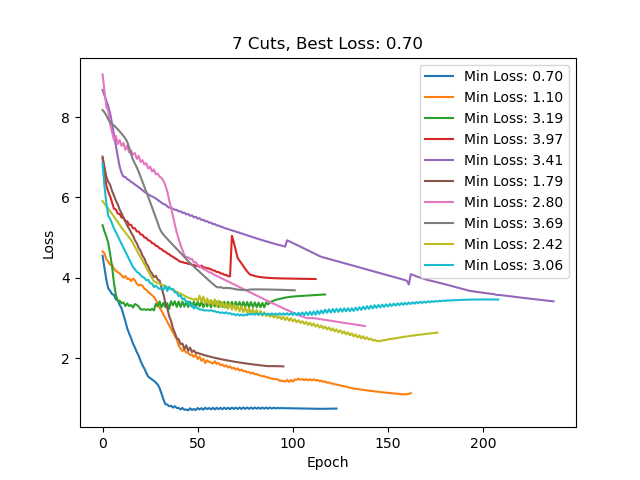 7 Cuts, Best Loss: 0.70
Min Loss: 0.70
Min Loss: 1.10
Min Loss: 3.19
Min Loss: 3.97
Min Loss: 3.41
Min Loss: 1.79
Min Loss: 2.80
Min Loss: 3.69
Min Loss: 2.42
Min Loss: 3.06
Loss
8
6
4
2
0 50 100 150 200
Epoch